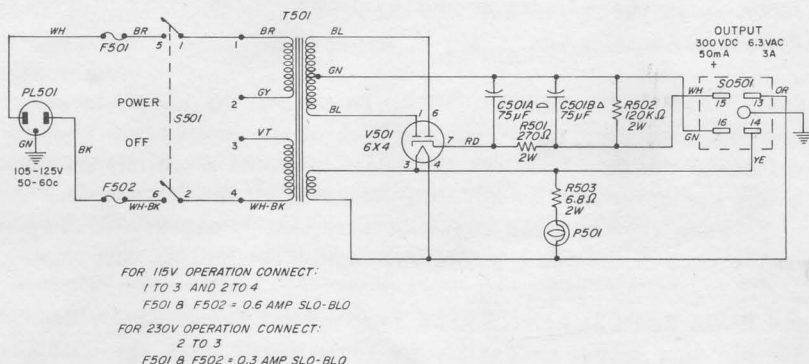 WH
F501
BR
5
1
1
BR
T501
BL
GN
BL
PL501
GN
105-125V
50-60c
BK
POWER
OFF
S501
2
GY
VT
3
F502
6
WH-BK
2
4
WH-BK
V501
6X4
1 6
7
3 4
RD
C501A
75µF
R501
270Ω
2W
C501B
75µF
R502
120KΩ
2W
OUTPUT
300VDC 6.3VAC
50mA 3A
+
SO501
WH
OR
15
13
16
14
GN
YE
R503
6.8Ω
2W
P501
FOR 115V OPERATION CONNECT:
1 TO 3 AND 2 TO 4
F501 & F502 = 0.6 AMP SLO-BLO
FOR 230V OPERATION CONNECT:
2 TO 3
F501 & F502 = 0.3 AMP SLO-BLO